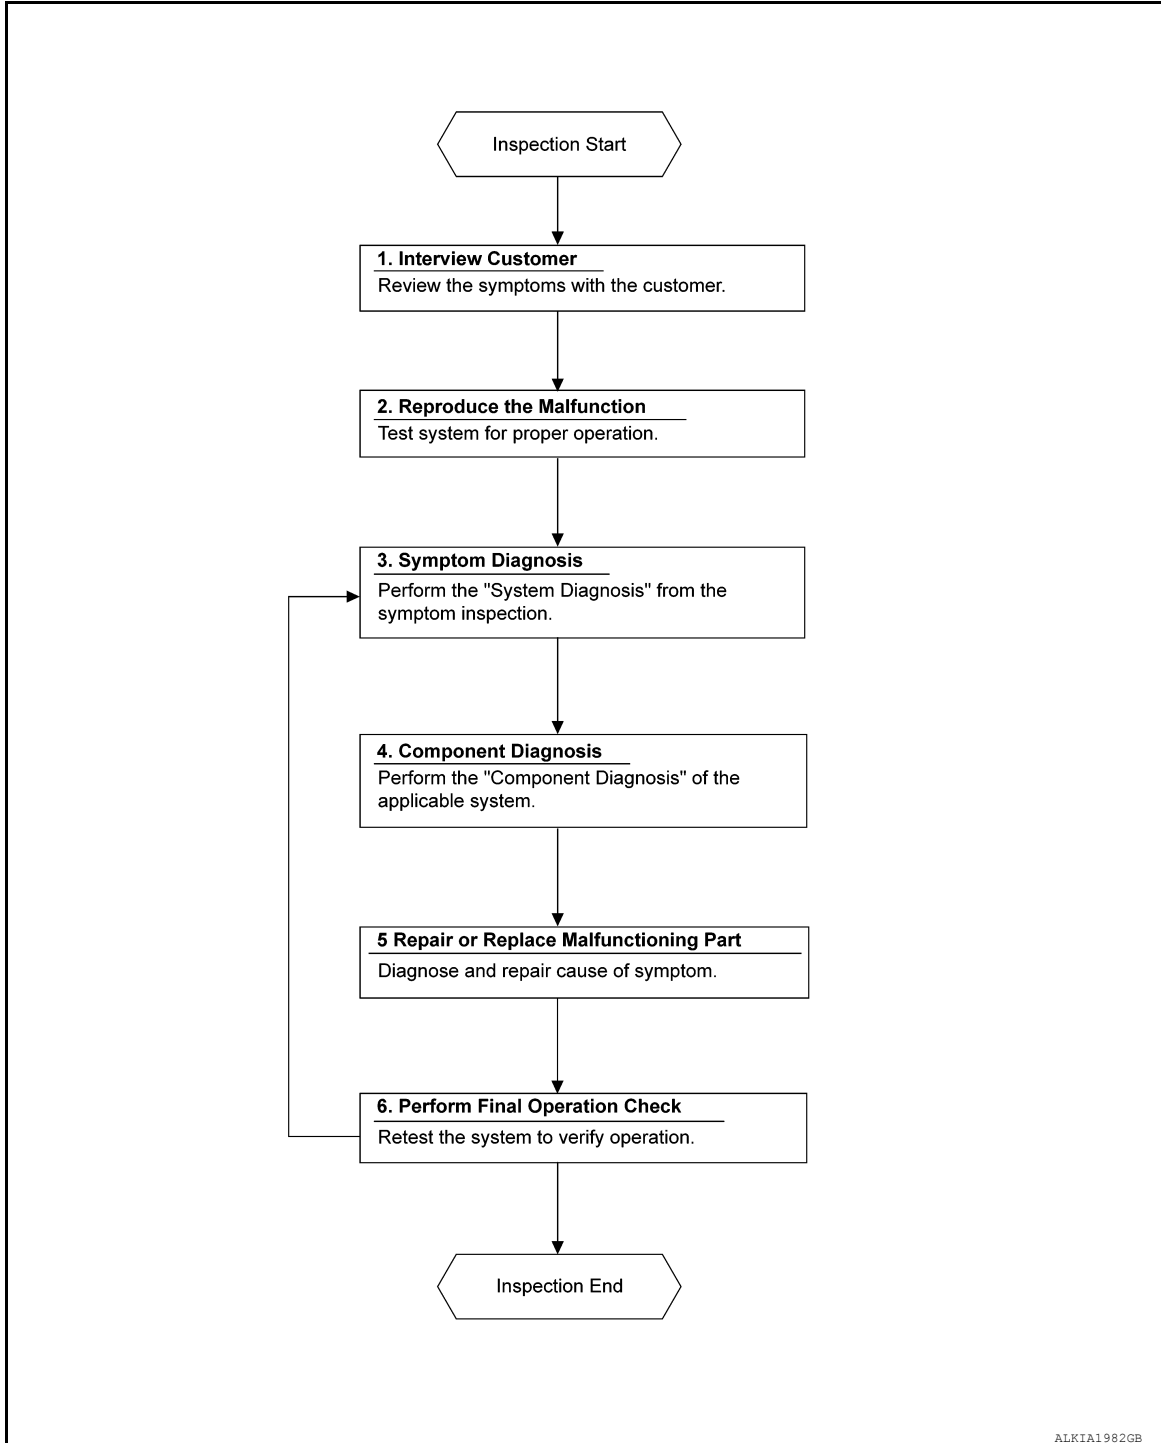 Inspection Start
1. Interview Customer
Review the symptoms with the customer.
2. Reproduce the Malfunction
Test system for proper operation.
3. Symptom Diagnosis
Perform the "System Diagnosis" from the
symptom inspection.
4. Component Diagnosis
Perform the "Component Diagnosis" of the
applicable system.
5 Repair or Replace Malfunctioning Part
Diagnose and repair cause of symptom.
6. Perform Final Operation Check
Retest the system to verify operation.
Inspection End
ALKIA1982GB